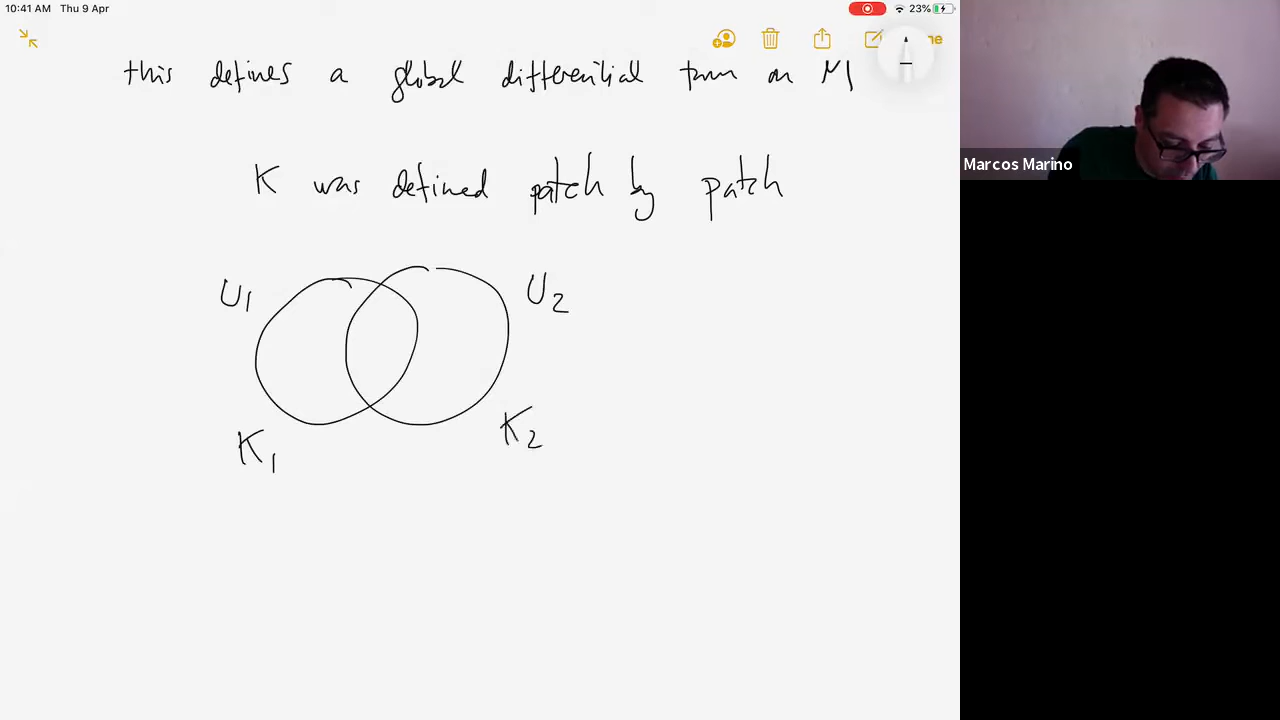 10:41 AM Thu 9 Apr
23%
this defines a global differential form on M
K was defined patch by patch
U1
U2
K1
K2
Marcos Marino